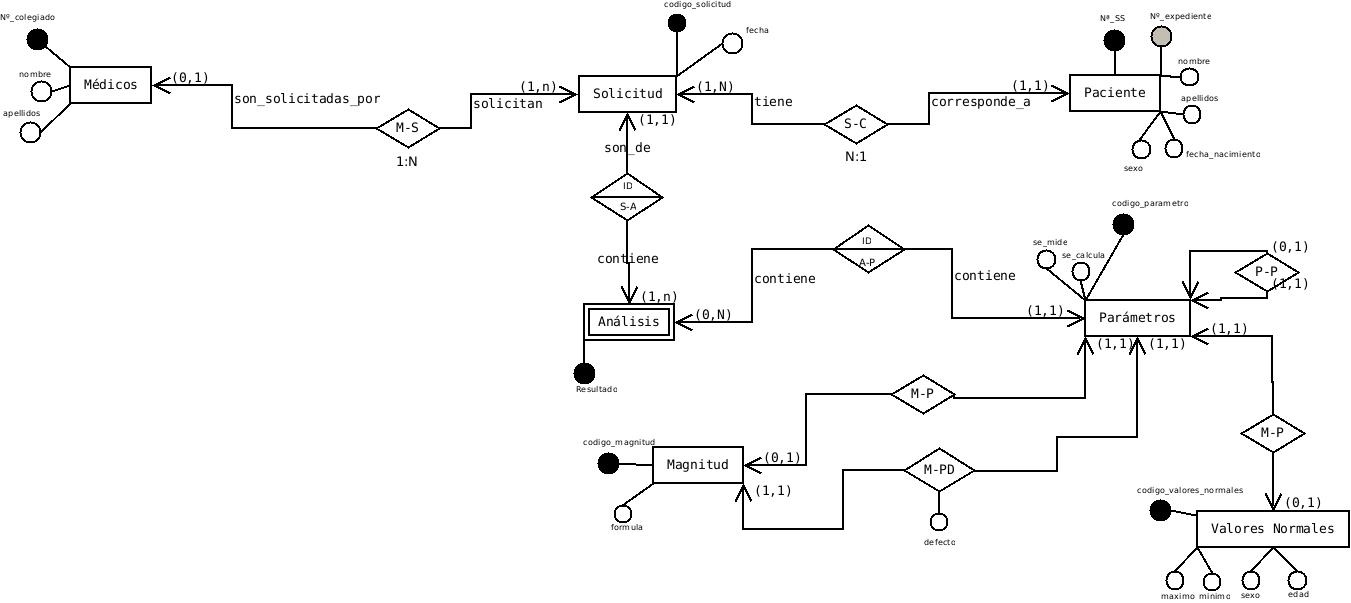 codigo_solicitud
Nº_colegiado
Nª_SS
Nº_expediente
fecha
nombre
Médicos
(0,1)
son_solicitadas_por
M-S
1:N
(1,n)
solicitan
Solicitud
(1,N)
tiene
S-C
N:1
(1,1)
corresponde_a
Paciente
nombre
apellidos
apellidos
fecha_nacimiento
sexo
(1,1)
son_de
ID
S-A
contiene
(1,n)
Análisis
Resultado
(0,N)
contiene
ID
A-P
contiene
(1,1)
codigo_parametro
se_mide
se_calcula
Parámetros
(0,1)
P-P
(1,1)
(1,1)
(1,1)
(1,1)
M-P
M-P
codigo_magnitud
Magnitud
(0,1)
(1,1)
formula
M-PD
defecto
codigo_valores_normales
(0,1)
Valores Normales
maximo
minimo
sexo
edad